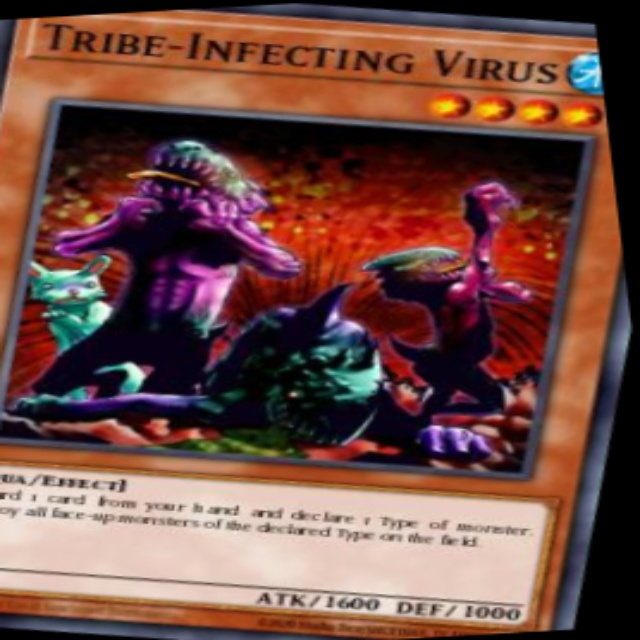 TRIBE-INFECTING VIRUS
UA/EFFECT]
rd 1 card from your hand and declare 1 Type of monster.
oy all face-up monsters of the declared Type on the field.
ATK/1600 DEF/1000